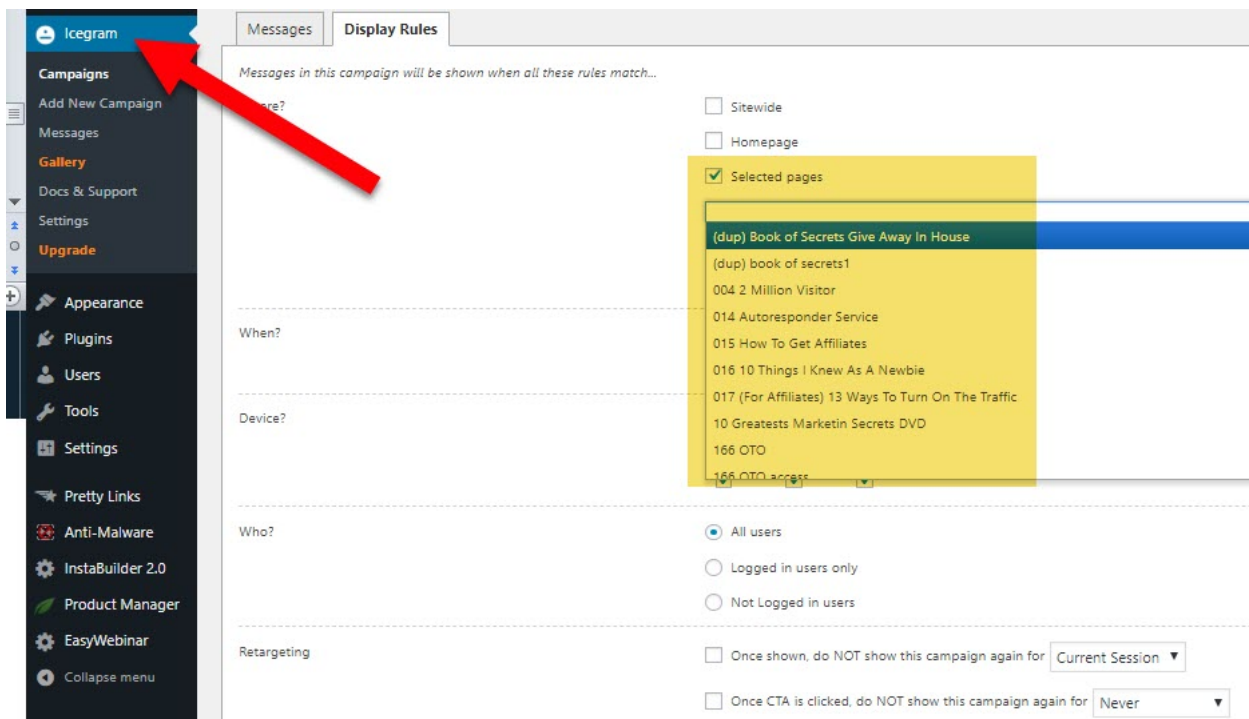 Icegram
Campaigns
Add New Campaign
Messages
Gallery
Docs & Support
Settings
Upgrade
Appearance
Plugins
Users
Tools
Settings
Pretty Links
Anti-Malware
InstaBuilder 2.0
Product Manager
EasyWebinar
Collapse menu
Messages
Display Rules
Messages in this campaign will be shown when all these rules match...
Sitewide
Homepage
Selected pages
(dup) Book of Secrets Give Away In House
(dup) book of secrets1
004 2 Million Visitor
014 Autoresponder Service
015 How To Get Affiliates
016 10 Things I Knew As A Newbie
017 (For Affiliates) 13 Ways To Turn On The Traffic
10 Greatests Marketin Secrets DVD
166 OTO
166 OTO access
When?
Device?
Who?
All users
Logged in users only
Not Logged in users
Retargeting
Once shown, do NOT show this campaign again for Current Session
Once CTA is clicked, do NOT show this campaign again for Never